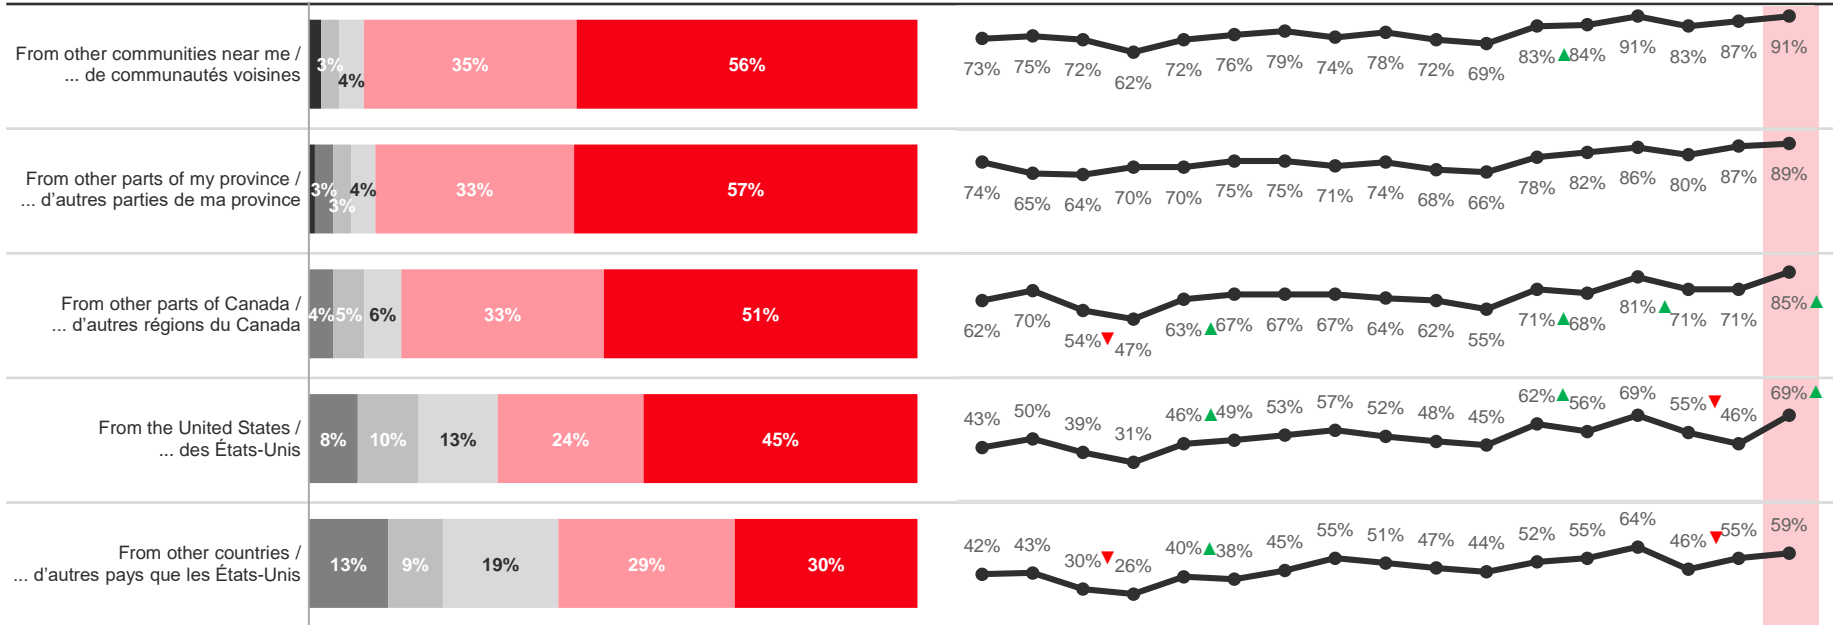 From other communities near me /
... de communautés voisines
3%
4%
35%
56%
73% 75% 72% 62% 72% 76% 79% 74% 78% 72% 69% 83% ▲ 84% 91% 83% 87% 91%
From other parts of my province /
... d'autres parties de ma province
3%
3%
4%
33%
57%
74% 65% 64% 70% 70% 75% 75% 71% 74% 68% 66% 78% 82% 86% 80% 87% 89%
From other parts of Canada /
... d'autres régions du Canada
4% 5% 6% 33% 51%
62% 70% 54% ▼ 47% 63% ▲ 67% 67% 67% 64% 62% 55% 71% ▲ 68% 81% ▲ 71% 71% 85% ▲
From the United States /
... des États-Unis
8% 10% 13% 24% 45%
43% 50% 39% 31% 46% ▲ 49% 53% 57% 52% 48% 45% 62% ▲ 56% 69% 55% ▼ 46% 69% ▲
From other countries /
... d'autres pays que les États-Unis
13% 9% 19% 29% 30%
42% 43% 30% ▼ 26% 40% ▲ 38% 45% 55% 51% 47% 44% 52% 55% 64% 46% ▼ 55% 59%